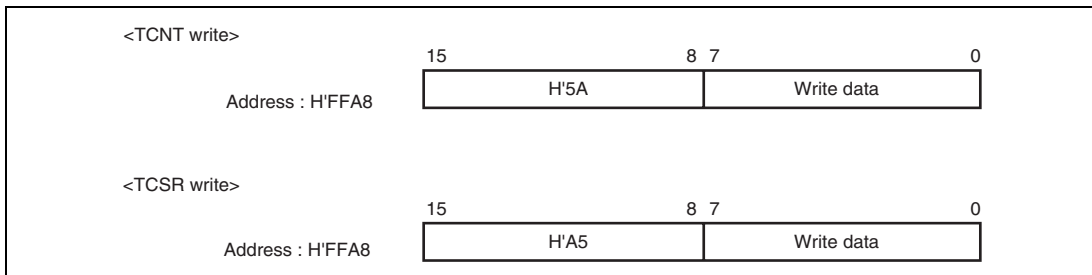 <TCNT write>
15 8 7 0
Address : H'FFA8 H'5A Write data
<TCSR write>
15 8 7 0
Address : H'FFA8 H'A5 Write data